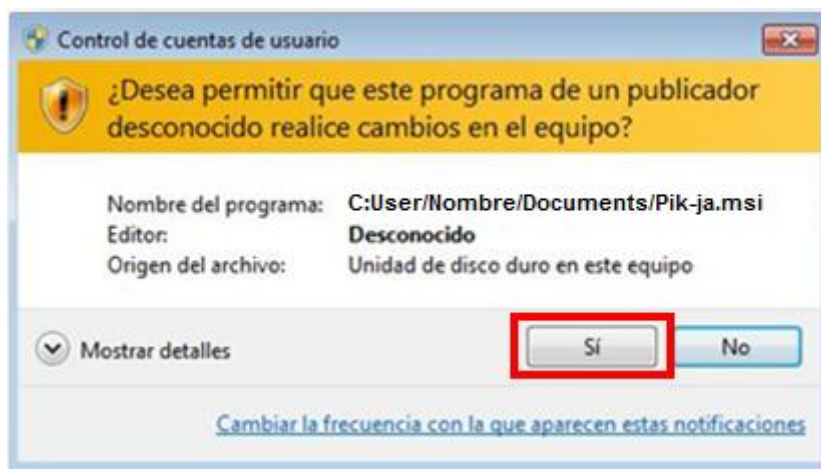 Control de cuentas de usuario
¿Desea permitir que este programa de un publicador
desconocido realice cambios en el equipo?
Nombre del programa: C:User/Nombre/Documents/Pik-ja.msi
Editor: Desconocido
Origen del archivo: Unidad de disco duro en este equipo
Mostrar detalles Sí No
Cambiar la frecuencia con la que aparecen estas notificaciones